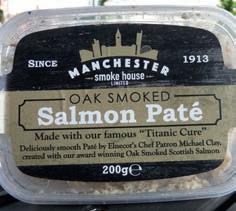 SINCE 1913
MANCHESTER
smoke house
LIMITED
OAK SMOKED
Salmon Paté
Made with our famous "Titanic Cure"
Deliciously smooth Paté by Elnecot's Chef Patron Michael Clay,
created with our award winning Oak Smoked Scottish Salmon
200g℮